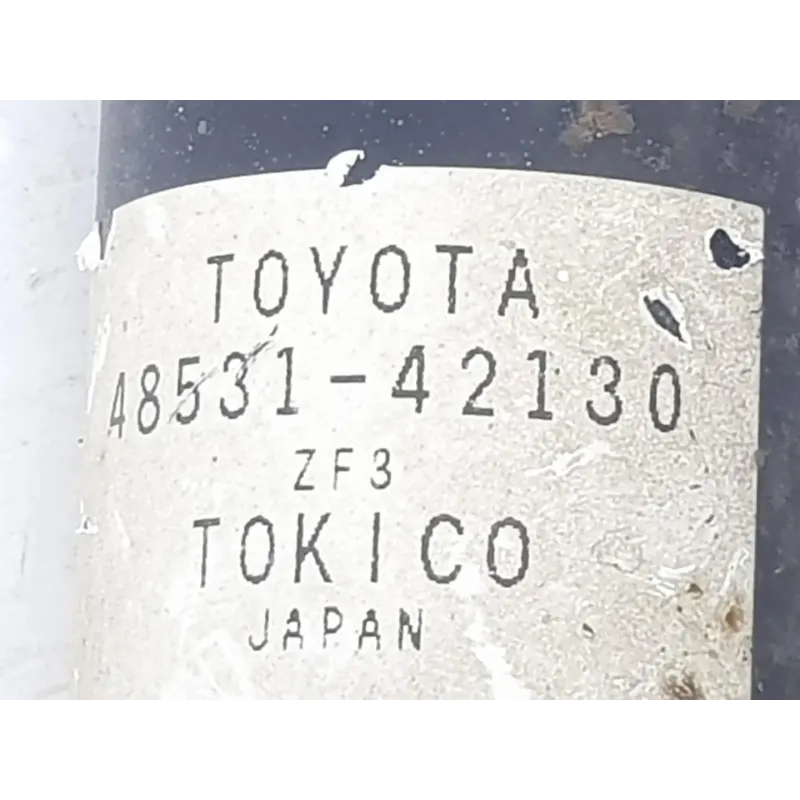 TOYOTA
48531-42130
ZF3
TOKICO
JAPAN